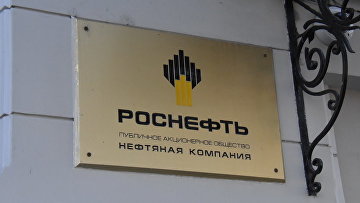 РОСНЕФТЬ
ПУБЛИЧНОЕ АКЦИОНЕРНОЕ ОБЩЕСТВО
НЕФТЯНАЯ КОМПАНИЯ